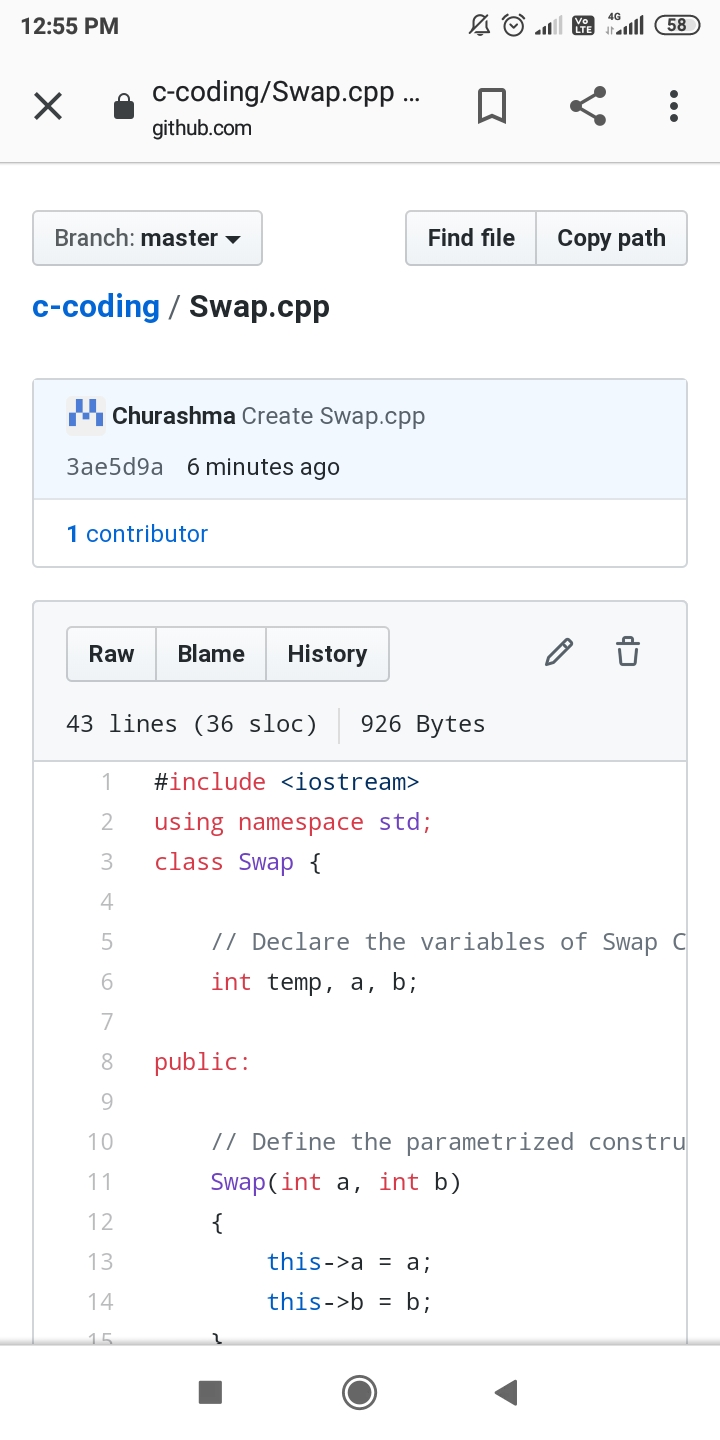 12:55 PM
Vo LTE 4G 58
c-coding/Swap.cpp ...
github.com
Branch: master
Find file Copy path
c-coding / Swap.cpp
Churashma Create Swap.cpp
3ae5d9a 6 minutes ago
1 contributor
Raw Blame History
43 lines (36 sloc) 926 Bytes
1 #include <iostream>
2 using namespace std;
3 class Swap {
4
5 // Declare the variables of Swap C
6 int temp, a, b;
7
8 public:
9
10 // Define the parametrized constru
11 Swap(int a, int b)
12 {
13 this->a = a;
14 this->b = b;
15 }